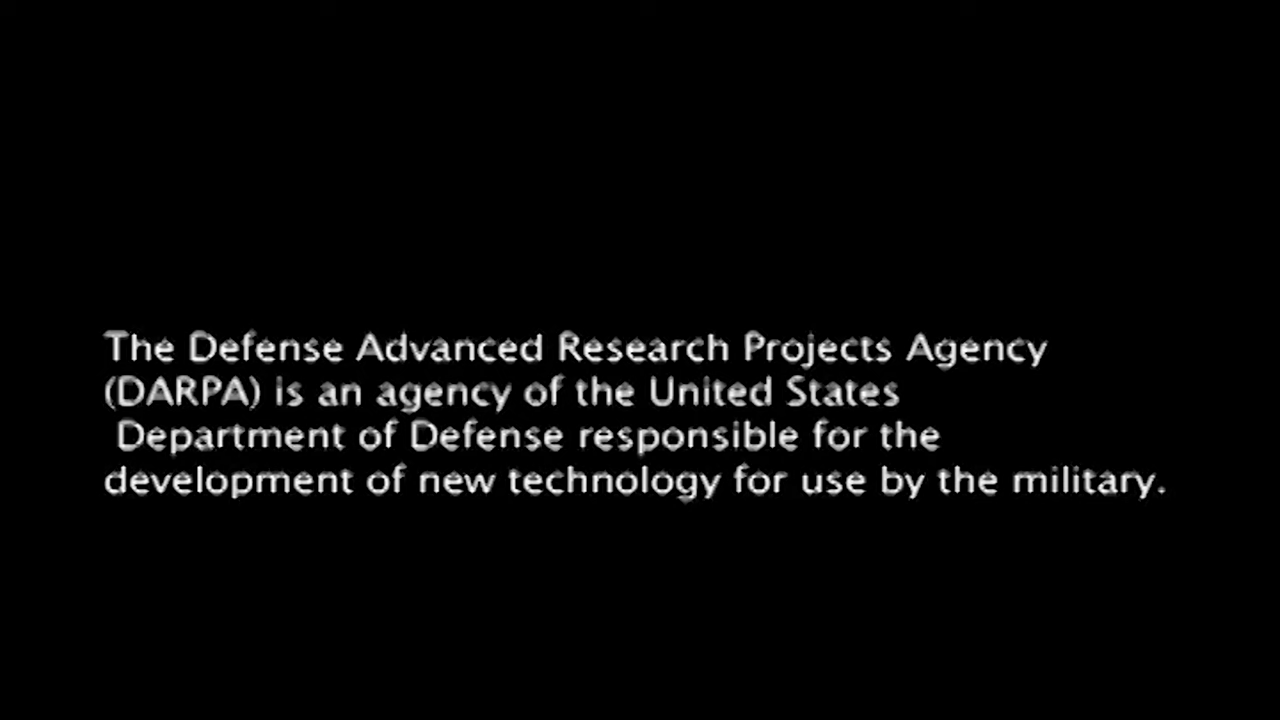 The Defense Advanced Research Projects Agency
(DARPA) is an agency of the United States
Department of Defense responsible for the
development of new technology for use by the military.